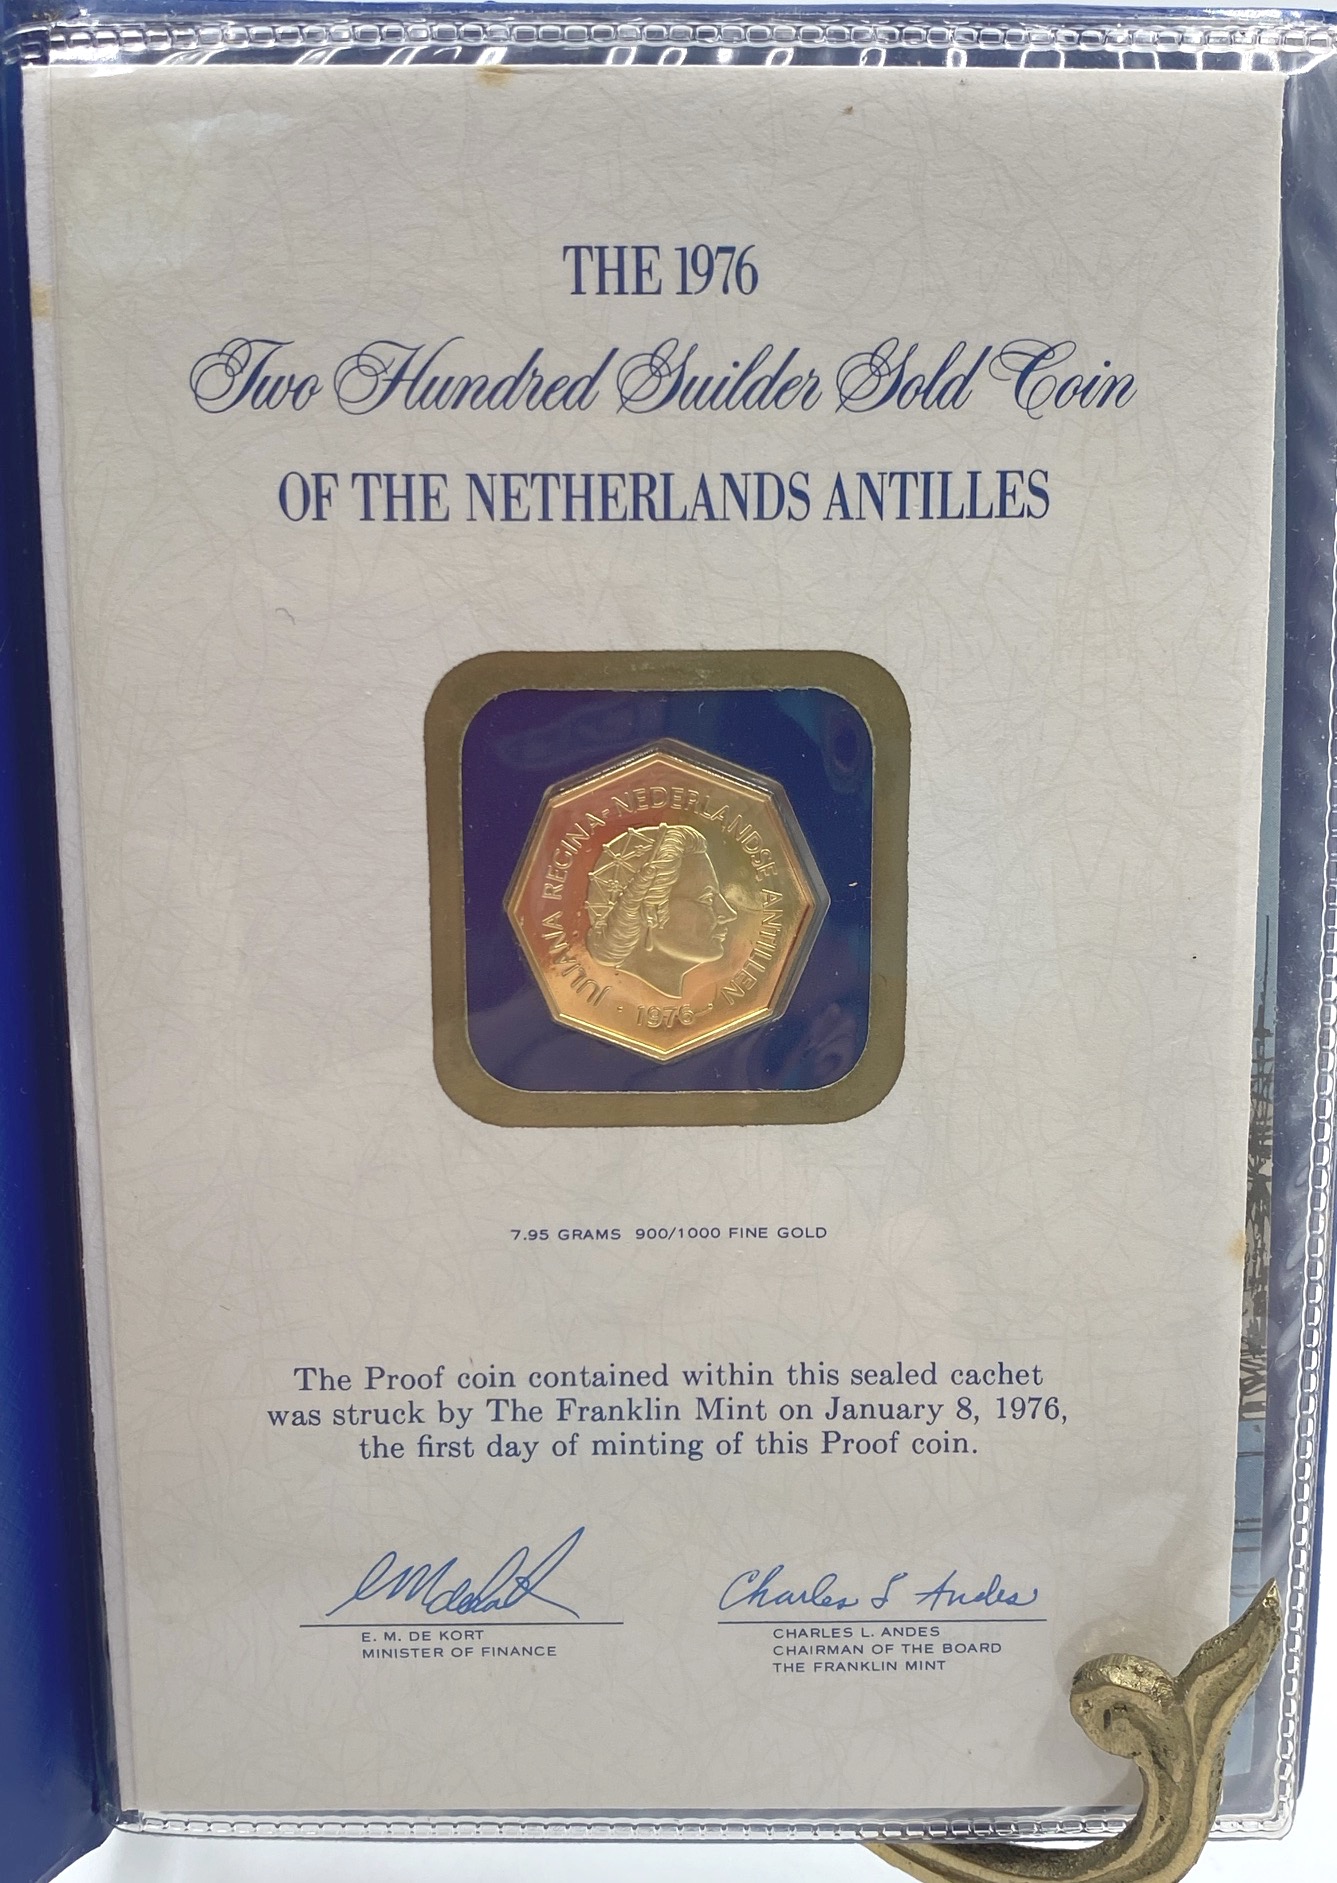 THE 1976
Two Hundred Guilder Gold Coin
OF THE NETHERLANDS ANTILLES
JULIANA REGINA·NEDERLANDSE ANTILLEN
· 1976 ·
7.95 GRAMS 900/1000 FINE GOLD
The Proof coin contained within this sealed cachet
was struck by The Franklin Mint on January 8, 1976,
the first day of minting of this Proof coin.
Charles L Andes
E. M. DE KORT
MINISTER OF FINANCE
CHARLES L. ANDES
CHAIRMAN OF THE BOARD
THE FRANKLIN MINT